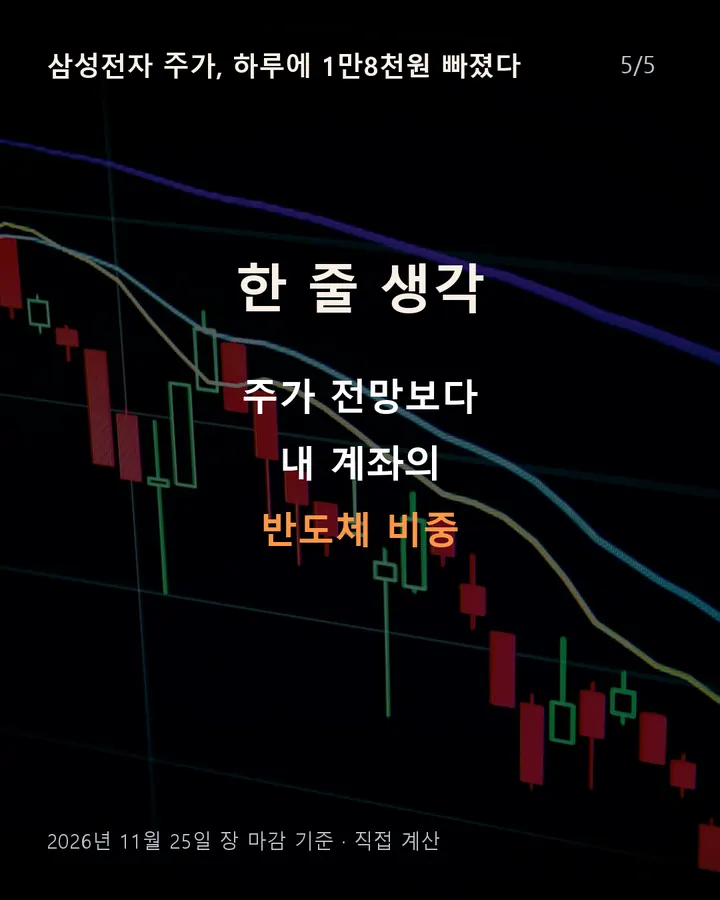 삼성전자 주가, 하루에 1만8천원 빠졌다
5/5
한 줄 생각
주가 전망보다
내 계좌의
반도체 비중
2026년 11월 25일 장 마감 기준 · 직접 계산